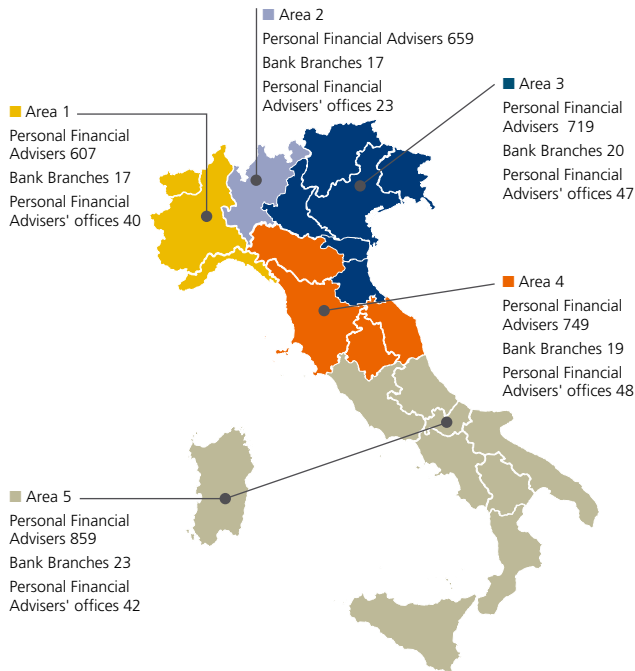 Area 2
Personal Financial Advisers 659
Bank Branches 17
Personal Financial
Advisers' offices 23
Area 3
Personal Financial
Advisers 719
Bank Branches 20
Personal Financial
Advisers' offices 47
Area 1
Personal Financial
Advisers 607
Bank Branches 17
Personal Financial
Advisers' offices 40
Area 4
Personal Financial
Advisers 749
Bank Branches 19
Personal Financial
Advisers' offices 48
Area 5
Personal Financial
Advisers 859
Bank Branches 23
Personal Financial
Advisers' offices 42